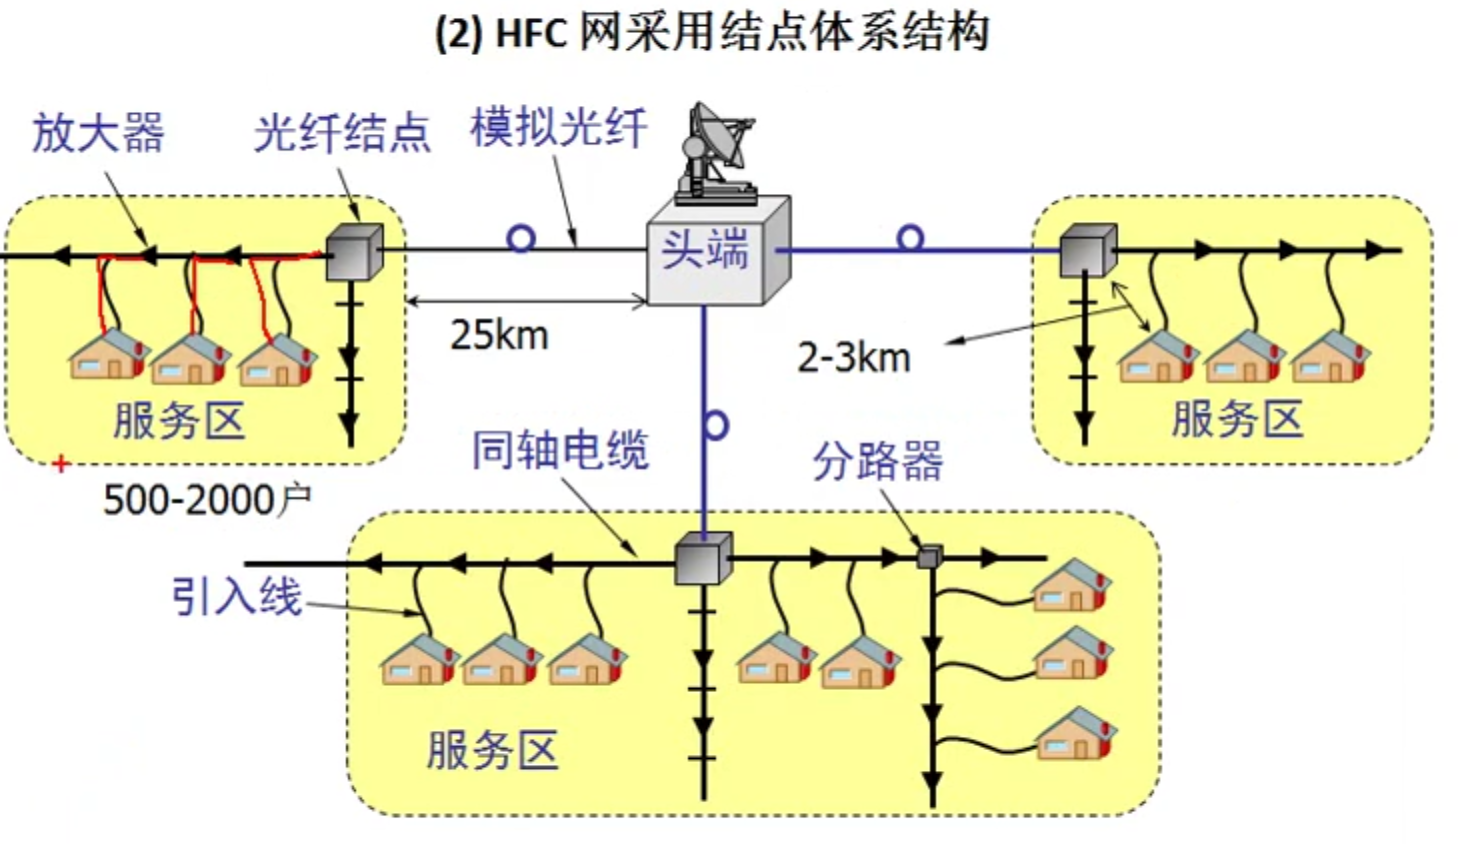 (2) HFC 网采用结点体系结构
放大器
光纤结点
模拟光纤
头端
25km
2-3km
服务区
服务区
500-2000户
同轴电缆
分路器
引入线
服务区